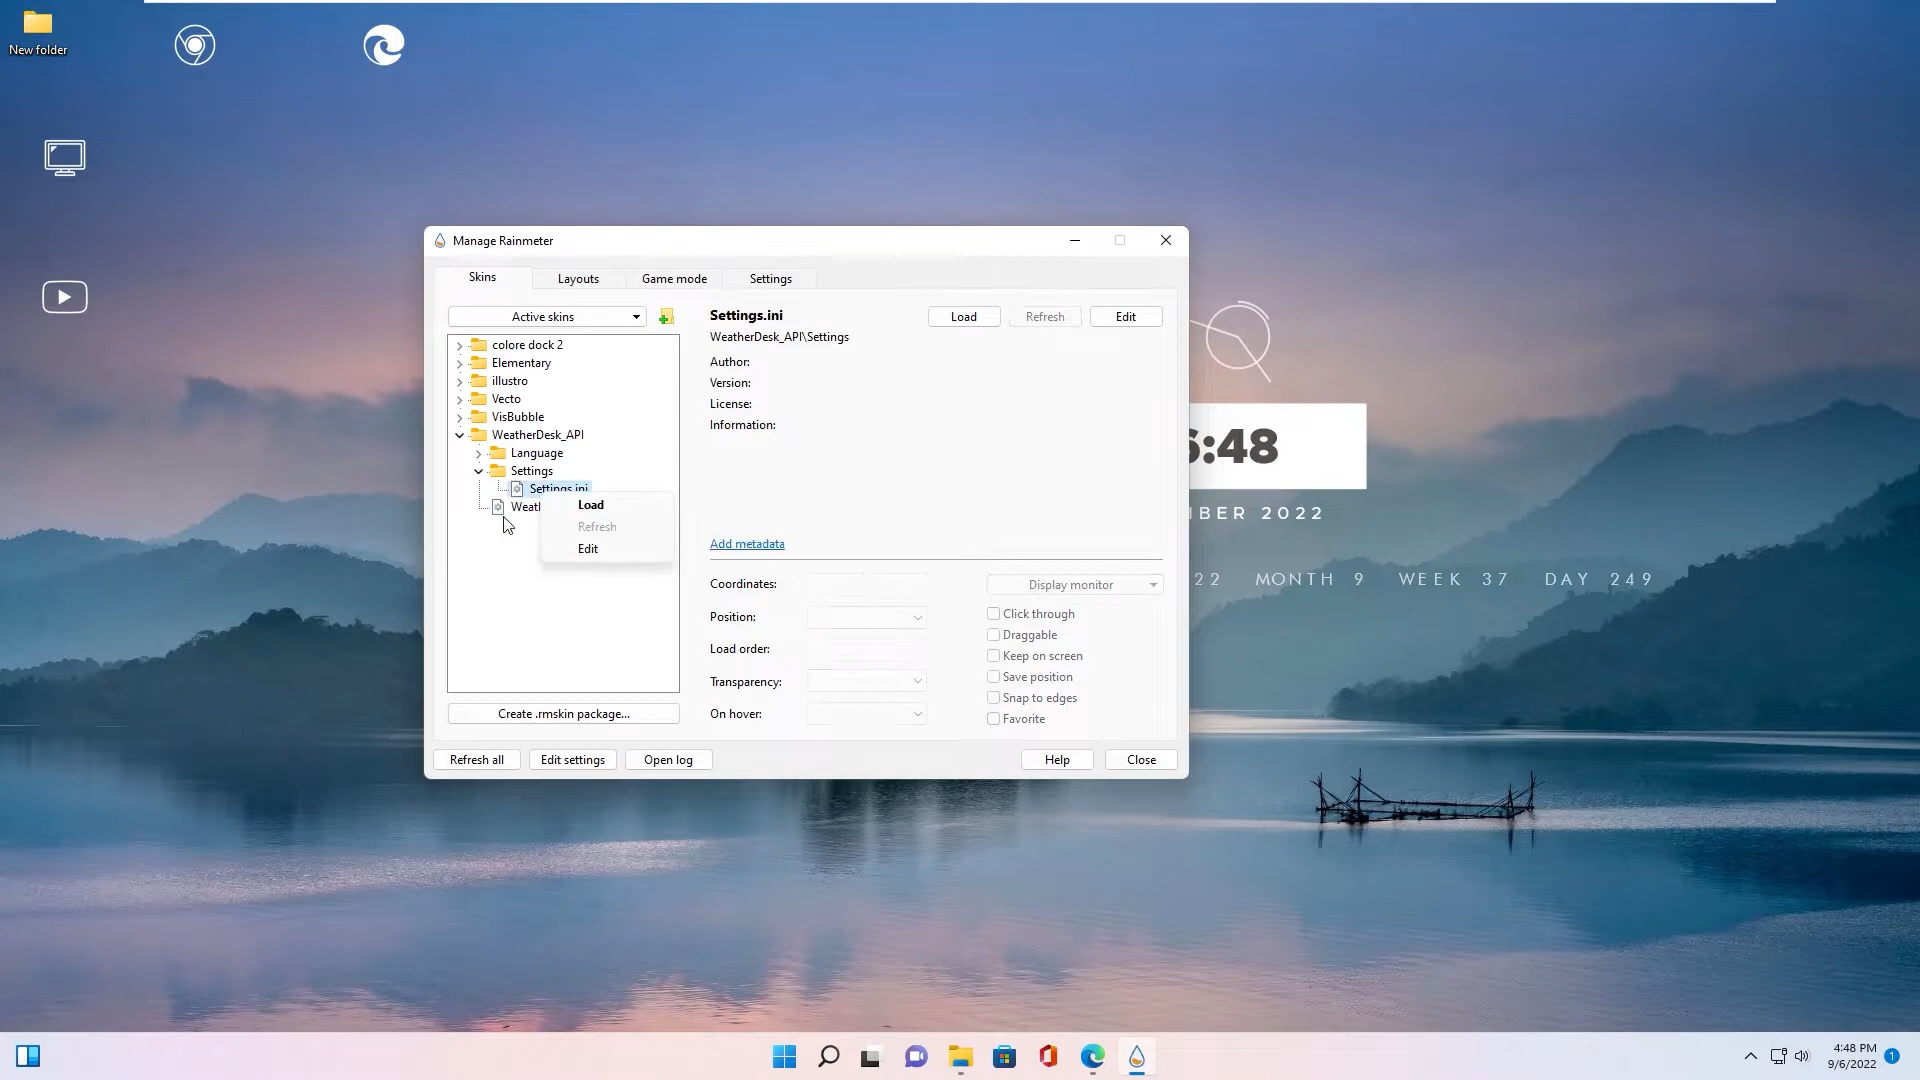 New folder
Manage Rainmeter
Skins
Layouts
Game mode
Settings
Active skins
colore dock 2
Elementary
illustro
Vecto
VisBubble
WeatherDesk_API
Language
Settings
Settings.ini
Load
Refresh
Edit
Create .rmskin package...
Settings.ini
Load
Refresh
Edit
WeatherDesk_API\Settings
Author:
Version:
License:
Information:
Add metadata
Coordinates:
Position:
Load order:
Transparency:
On hover:
Display monitor
Click through
Draggable
Keep on screen
Save position
Snap to edges
Favorite
Refresh all
Edit settings
Open log
Help
Close
:48
BER 2022
22 MONTH 9 WEEK 37 DAY 249
4:48 PM
9/6/2022
1